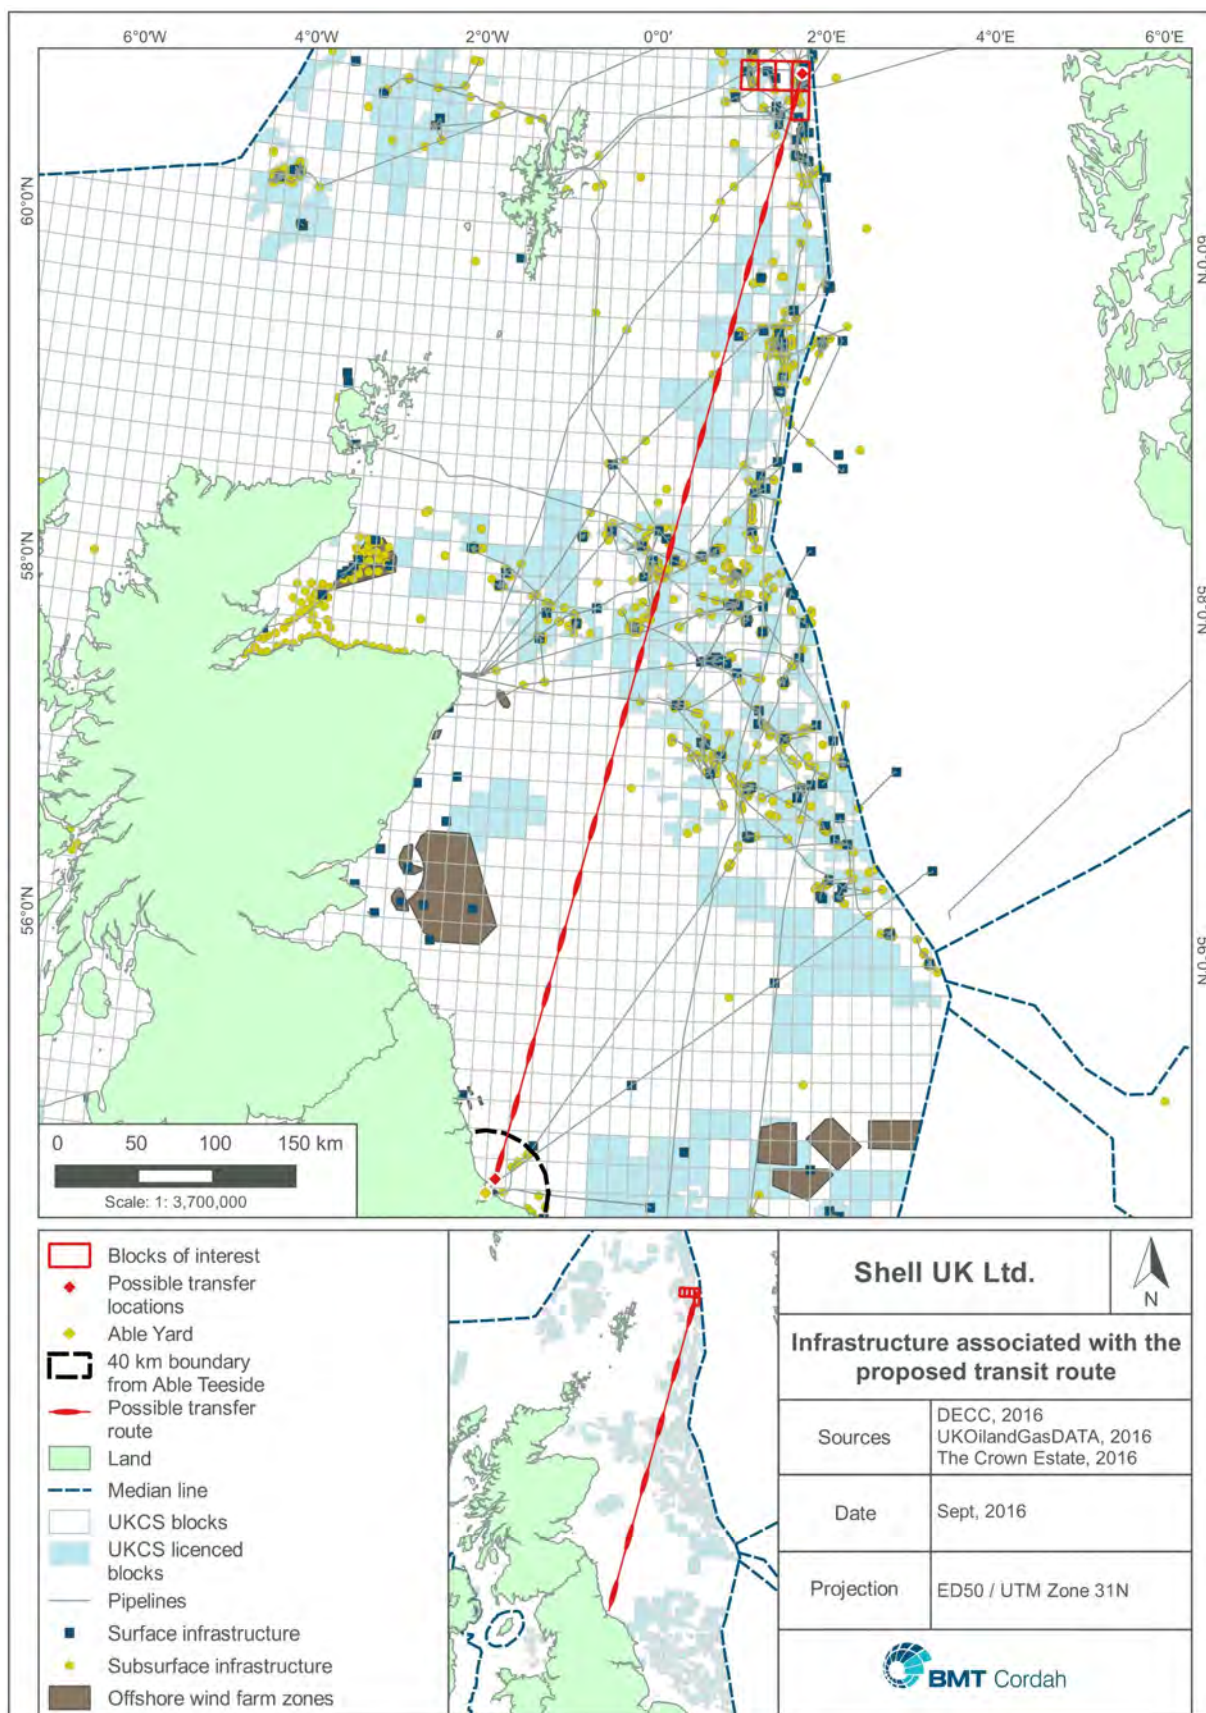 6°0'W 4°0'W 2°0'W 0°0' 2°0'E 4°0'E 6°0'E
60°0'N
60°0'N
58°0'N
58°0'N
56°0'N
56°0'N
0 50 100 150 km
Scale: 1: 3,700,000
Blocks of interest
Possible transfer
locations
Able Yard
40 km boundary
from Able Teeside
Possible transfer
route
Land
Median line
UKCS blocks
UKCS licenced
blocks
Pipelines
Surface infrastructure
Subsurface infrastructure
Offshore wind farm zones
Shell UK Ltd.
N
Infrastructure associated with the
proposed transit route
Sources
DECC, 2016
UKOilandGasDATA, 2016
The Crown Estate, 2016
Date
Sept, 2016
Projection
ED50 / UTM Zone 31N
BMT Cordah